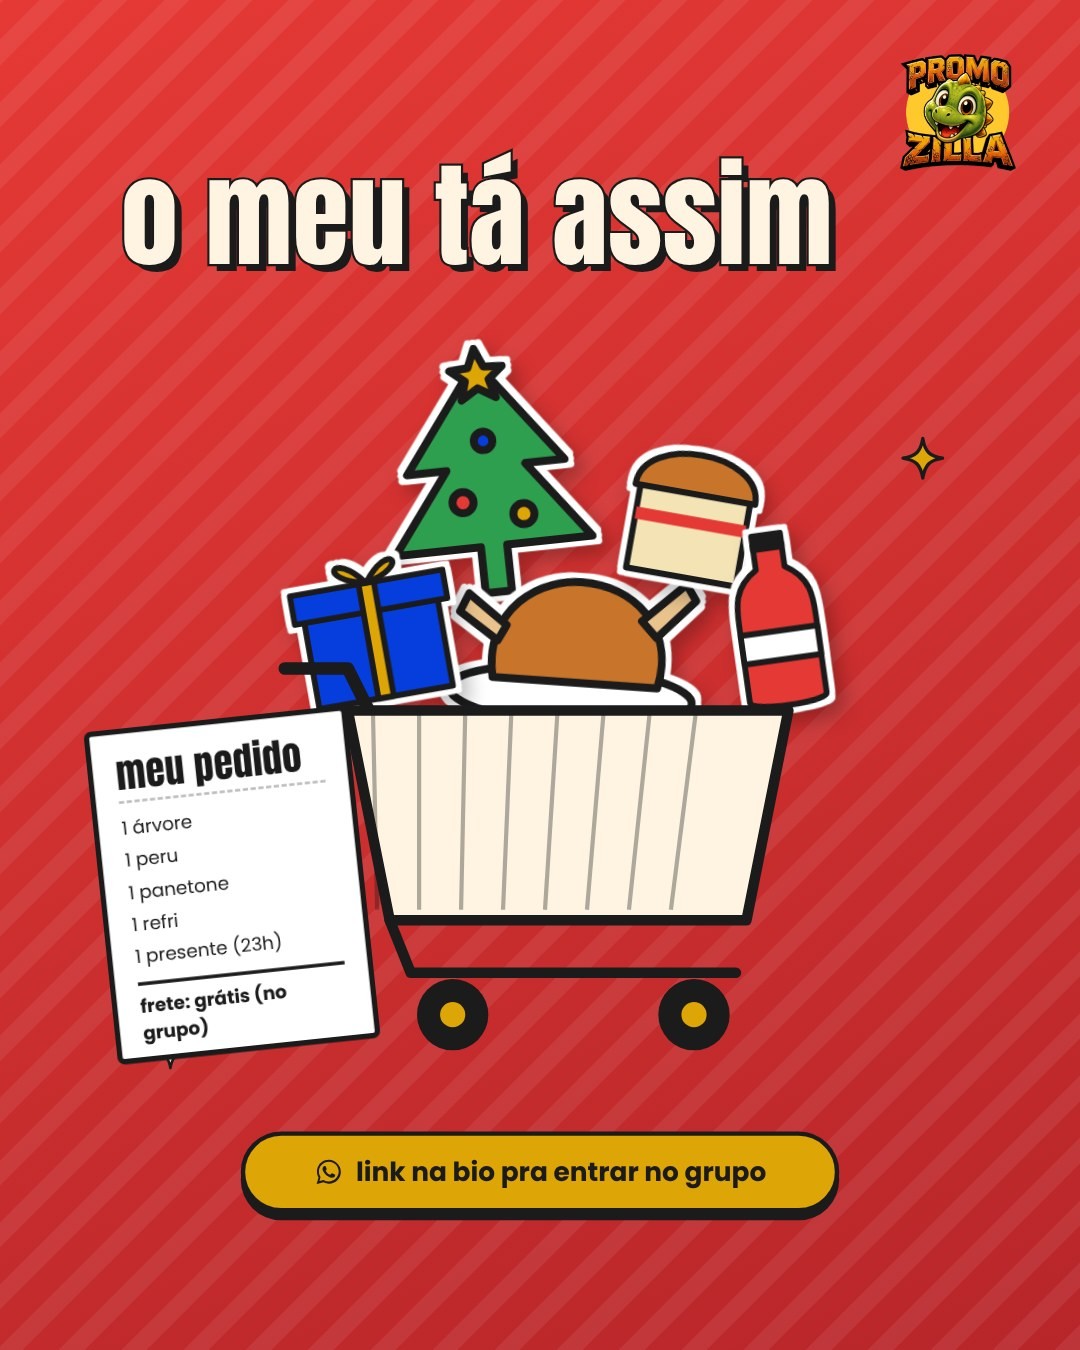 PROMO
ZILLA
o meu tá assim
meu pedido
1 árvore
1 peru
1 panetone
1 refri
1 presente (23h)
frete: grátis (no
grupo)
link na bio pra entrar no grupo